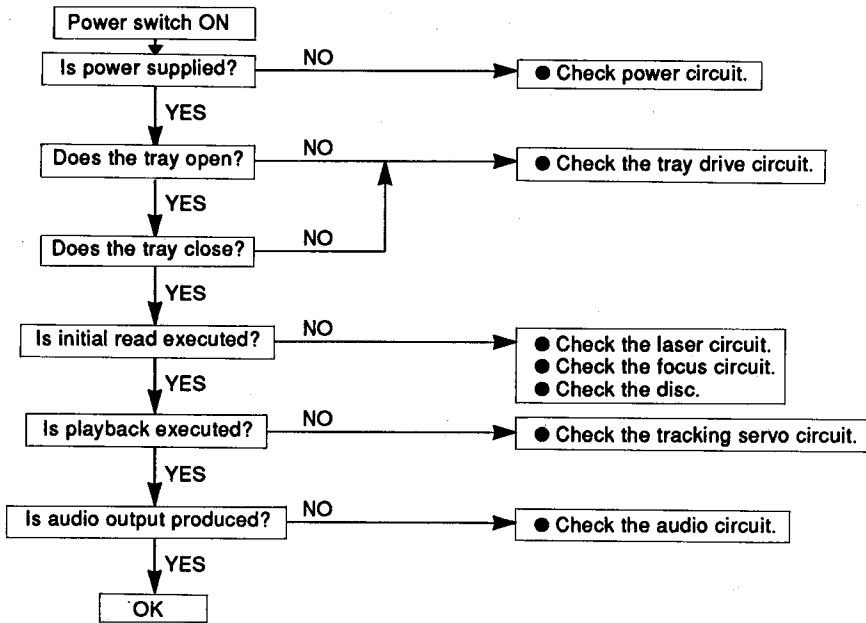 Power switch ON
Is power supplied?
NO
● Check power circuit.
YES
Does the tray open?
NO
● Check the tray drive circuit.
YES
Does the tray close?
NO
YES
Is initial read executed?
NO
● Check the laser circuit.
● Check the focus circuit.
● Check the disc.
YES
Is playback executed?
NO
● Check the tracking servo circuit.
YES
Is audio output produced?
NO
● Check the audio circuit.
YES
OK